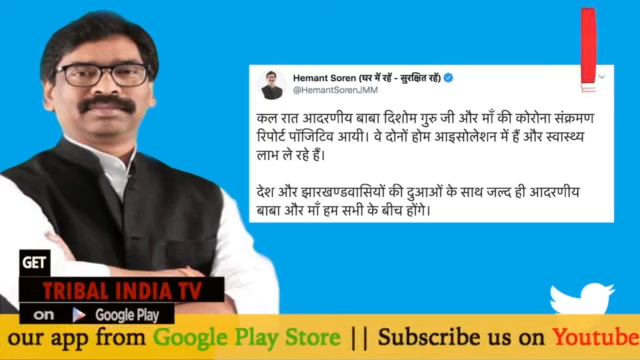 Hemant Soren (घर में रहें - सुरक्षित रहें)
@HemantSorenJMM
कल रात आदरणीय बाबा दिशोम गुरु जी और माँ की कोरोना संक्रमण
रिपोर्ट पॉजिटिव आयी। वे दोनों होम आइसोलेशन में हैं और स्वास्थ्य
लाभ ले रहे हैं।
देश और झारखण्डवासियों की दुआओं के साथ जल्द ही आदरणीय
बाबा और माँ हम सभी के बीच होंगे।
GET
TRIBAL INDIA TV
on Google Play
our app from Google Play Store || Subscribe us on Youtube